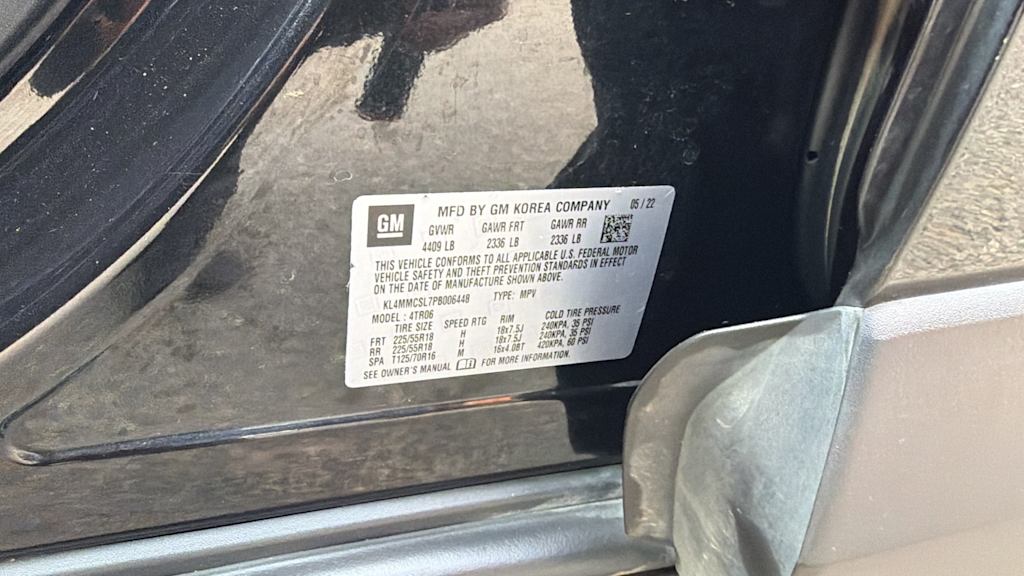 GM
MFD BY GM KOREA COMPANY 05 / 22
GVWR GAWR FRT GAWR RR
4409 LB 2336 LB 2336 LB
THIS VEHICLE CONFORMS TO ALL APPLICABLE U.S. FEDERAL MOTOR
VEHICLE SAFETY AND THEFT PREVENTION STANDARDS IN EFFECT
ON THE DATE OF MANUFACTURE SHOWN ABOVE.
KL4MMCSL7PB006448 TYPE: MPV
MODEL : 4TR06
TIRE SIZE SPEED RTG RIM COLD TIRE PRESSURE
FRT 225/55R18 H 18x7.5J 240KPA, 35 PSI
RR 225/55R18 H 18x7.5J 240KPA, 35 PSI
SPA T125/70R16 M 16x4.0BT 420KPA, 60 PSI
SEE OWNER'S MANUAL FOR MORE INFORMATION.